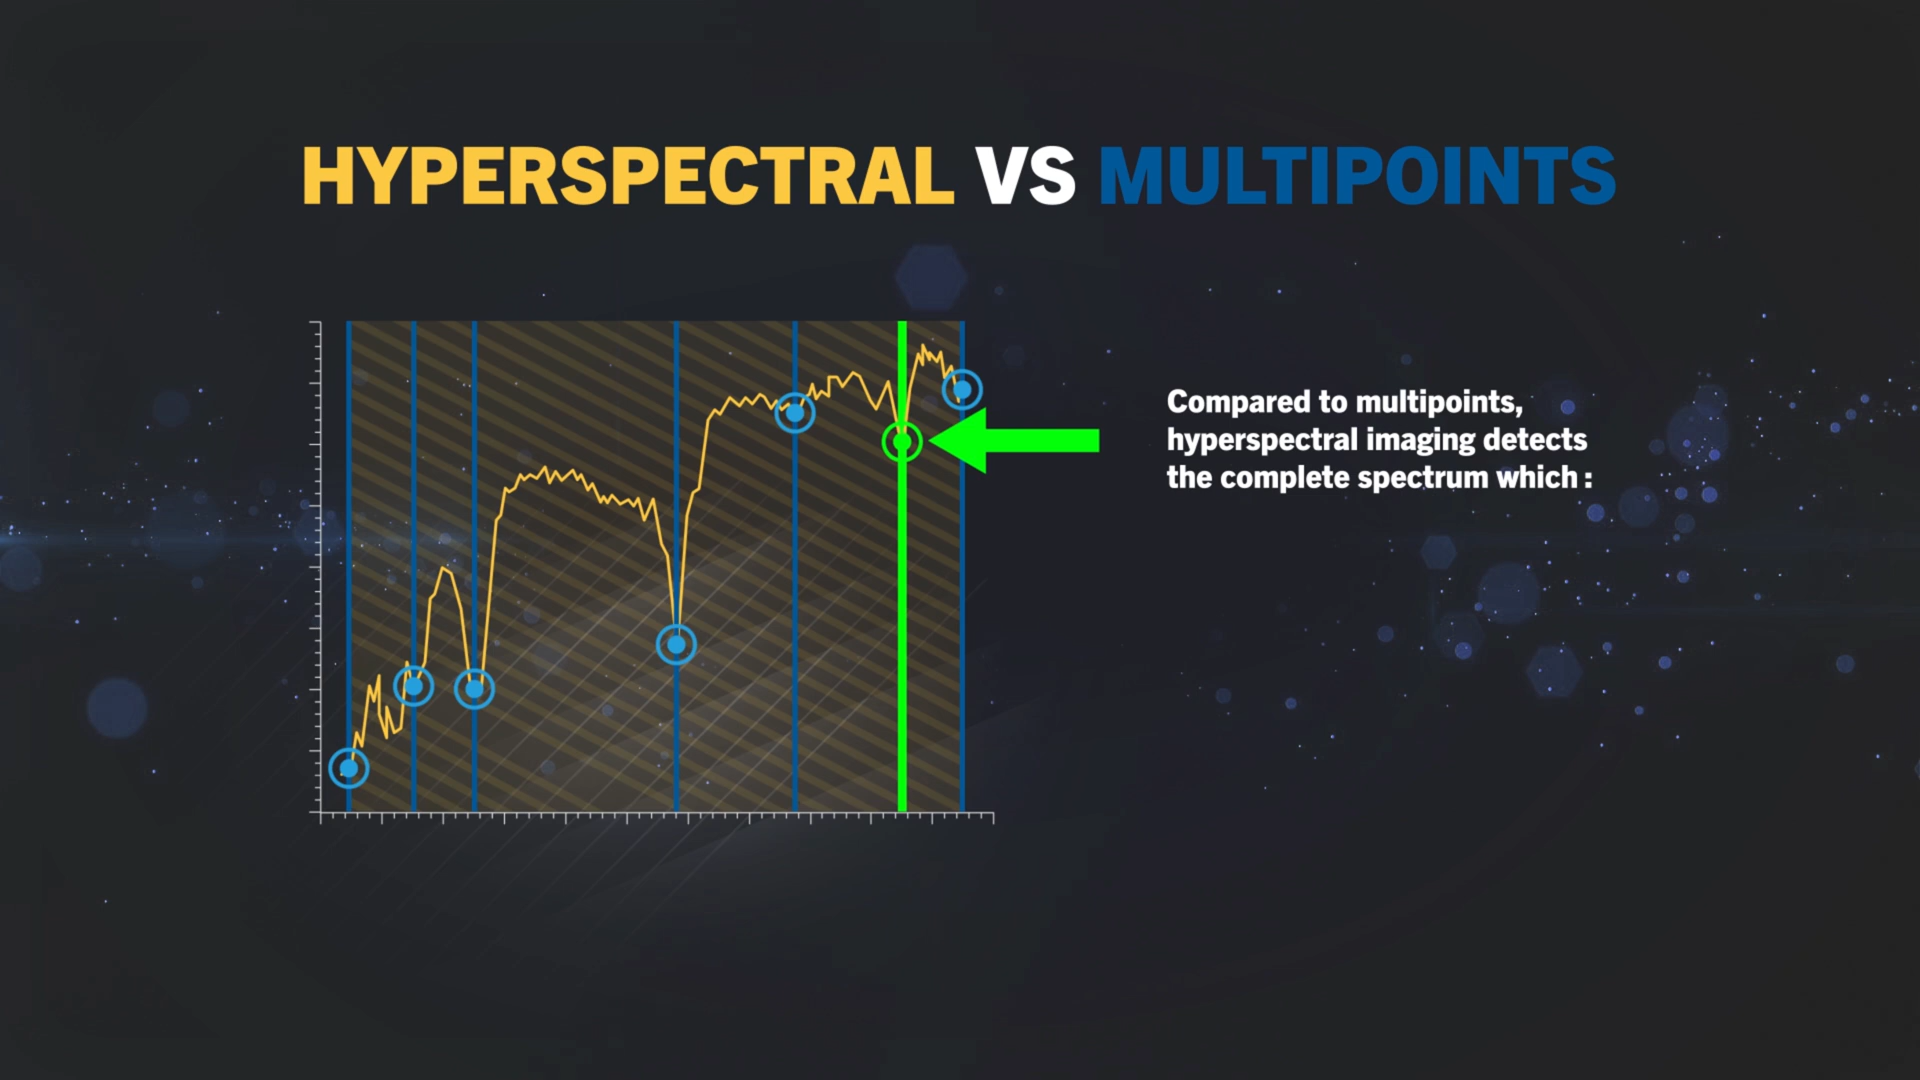 HYPERSPECTRAL VS MULTIPOINTS
Compared to multipoints,
hyperspectral imaging detects
the complete spectrum which :